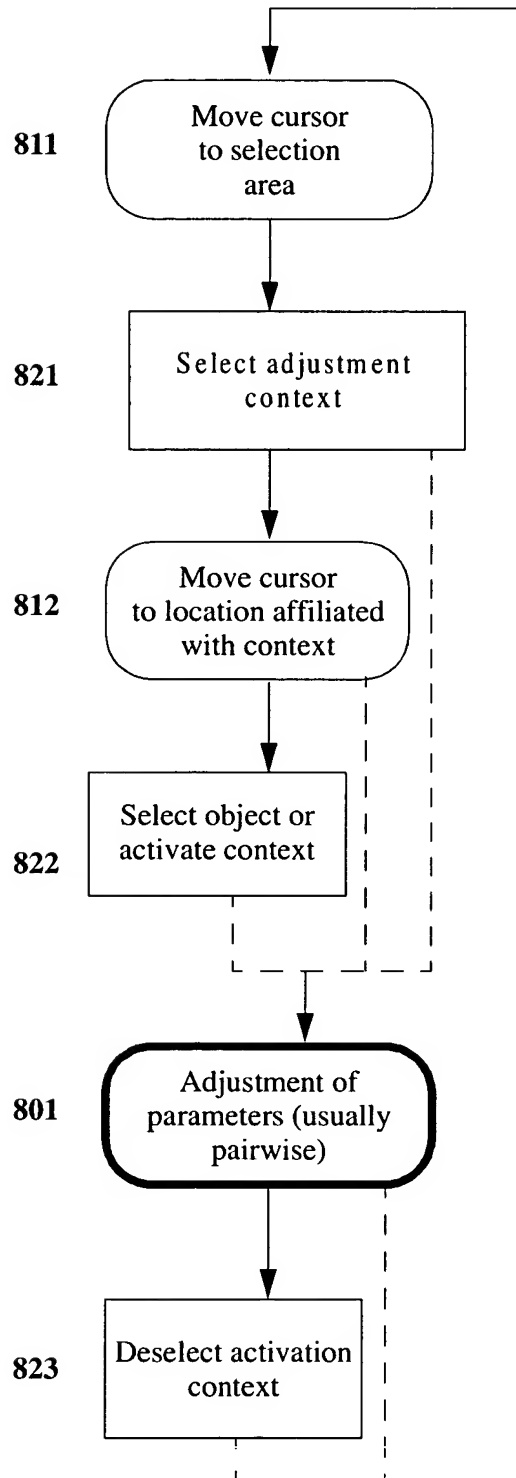 811
Move cursor
to selection
area
821
Select adjustment
context
812
Move cursor
to location affiliated
with context
822
Select object or
activate context
801
Adjustment of
parameters (usually
pairwise)
823
Deselect activation
context